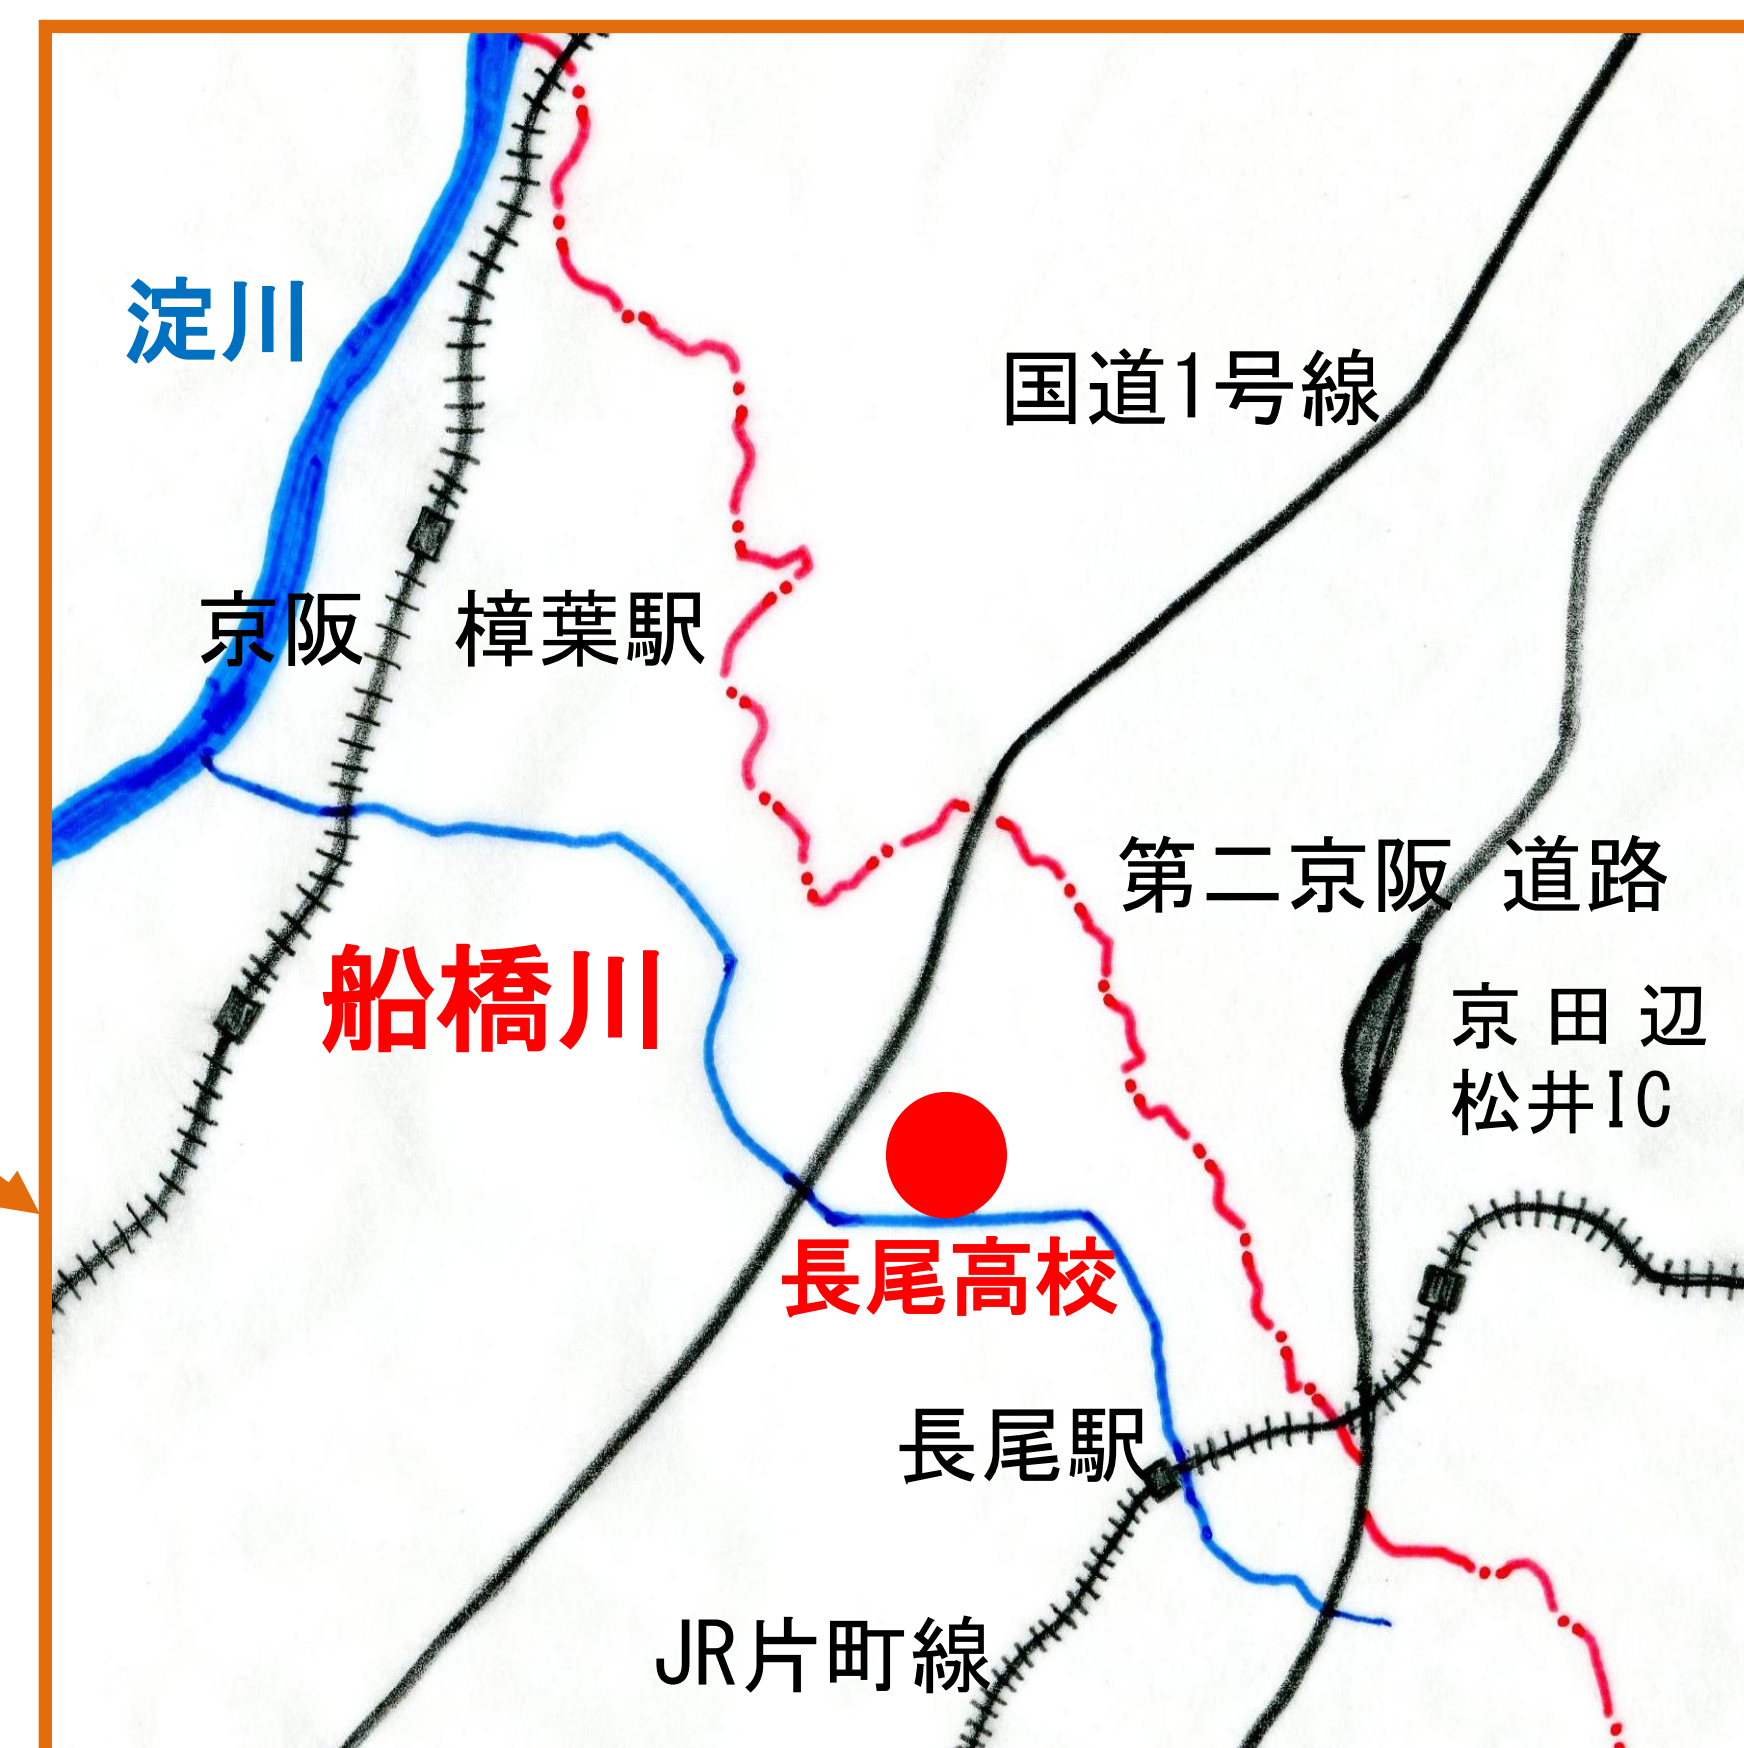 淀川
国道1号線
京阪　樟葉駅
第二京阪 道路
船橋川
京田辺
松井IC
長尾高校
長尾駅
JR片町線